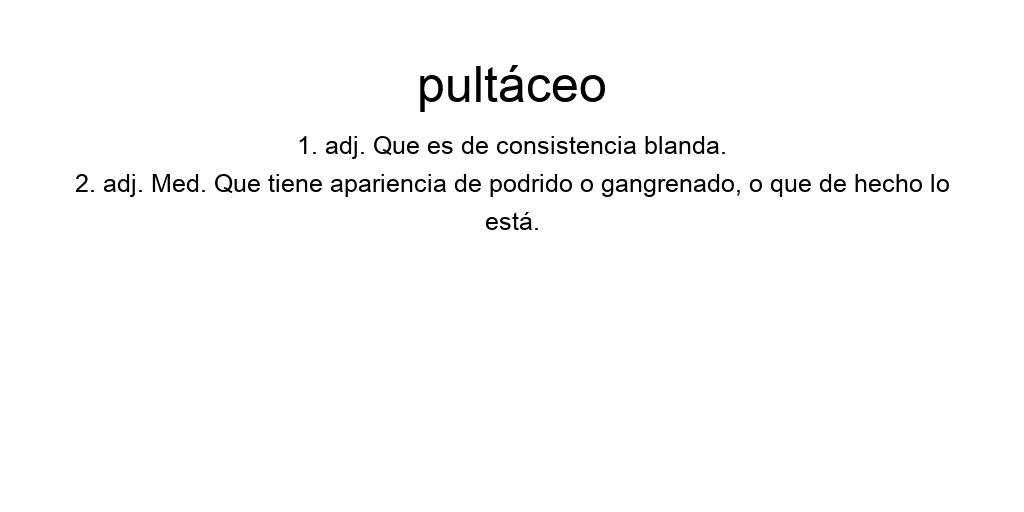 pultáceo
1. adj. Que es de consistencia blanda.
2. adj. Med. Que tiene apariencia de podrido o gangrenado, o que de hecho lo
está.